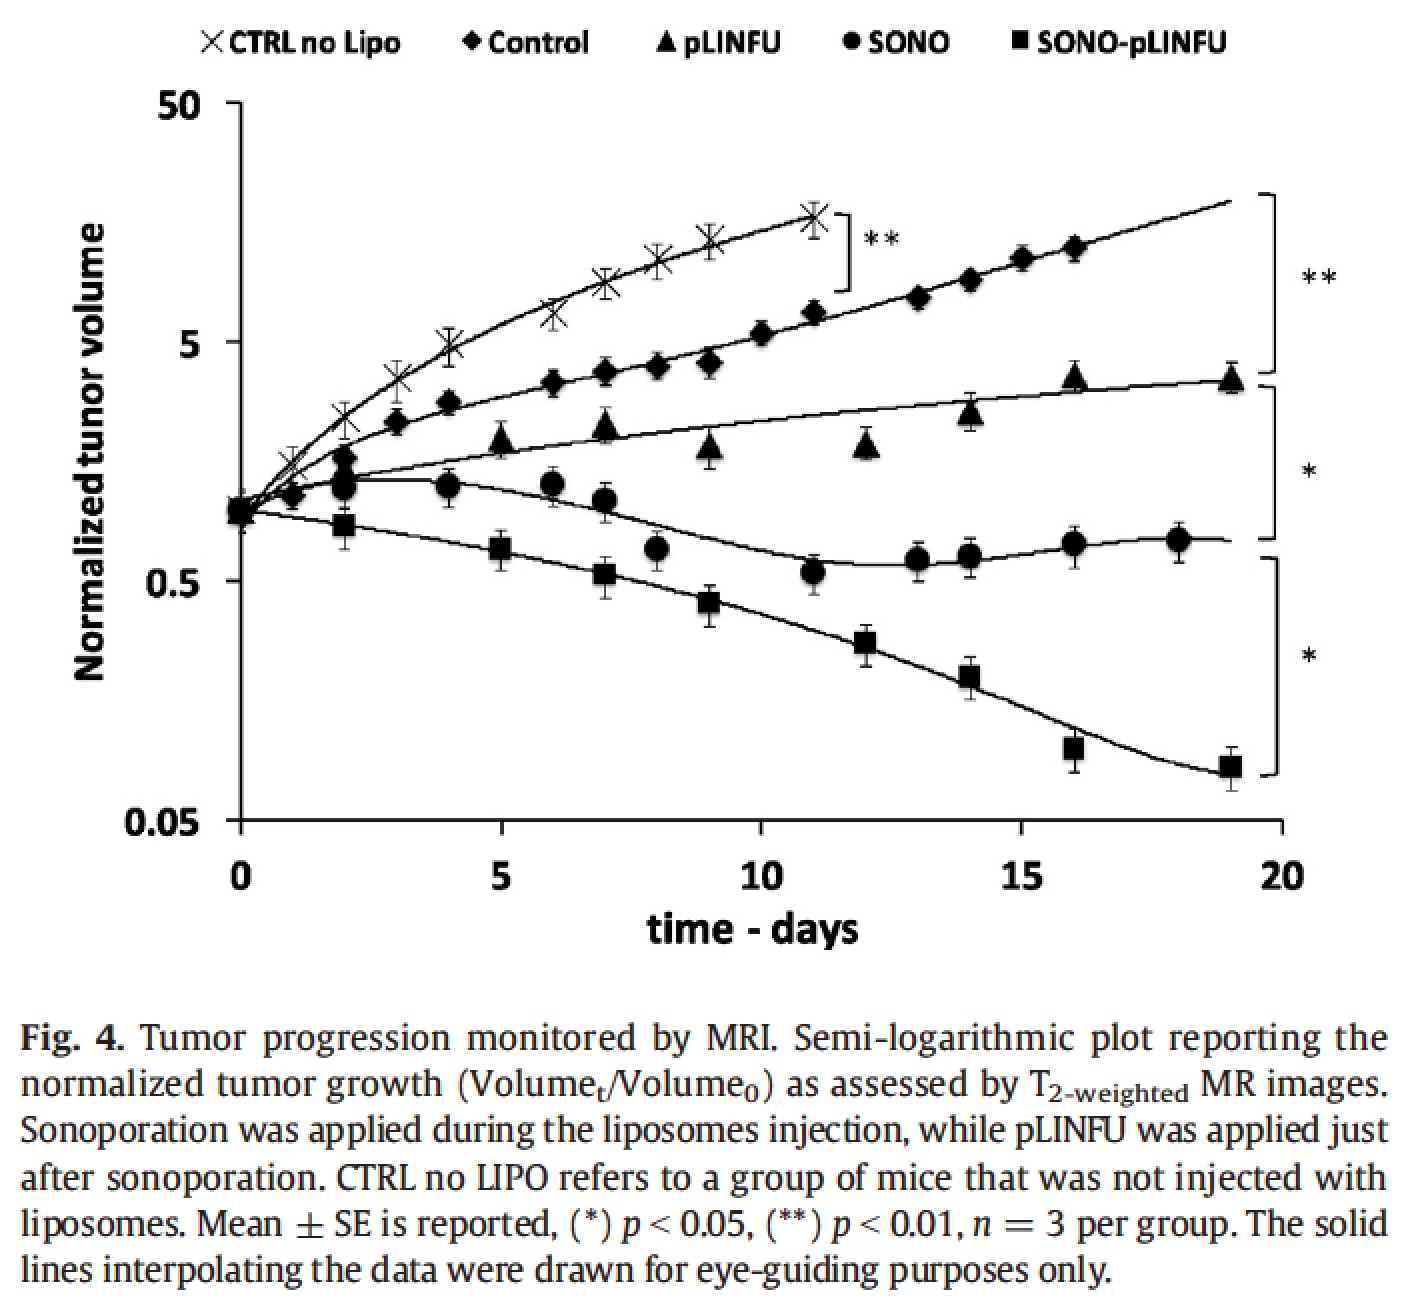 CTRL no Lipo Control pLINFU SONO SONO-pLINFU
50
5
0.5
0.05
Normalized tunor volume
**
**
*
*
0 5 10 15 20
time - days
Fig. 4. Tumor progression monitored by MRI. Semi-logarithmic plot reporting the
normalized tumor growth (Volumet/Volume0) as assessed by T2-weighted MR images.
Sonoporation was applied during the liposomes injection, while pLINFU was applied just
after sonoporation. CTRL no LIPO refers to a group of mice that was not injected with
liposomes. Mean ± SE is reported, (*) p < 0.05, (**) p < 0.01, n = 3 per group. The solid
lines interpolating the data were drawn for eye-guiding purposes only.